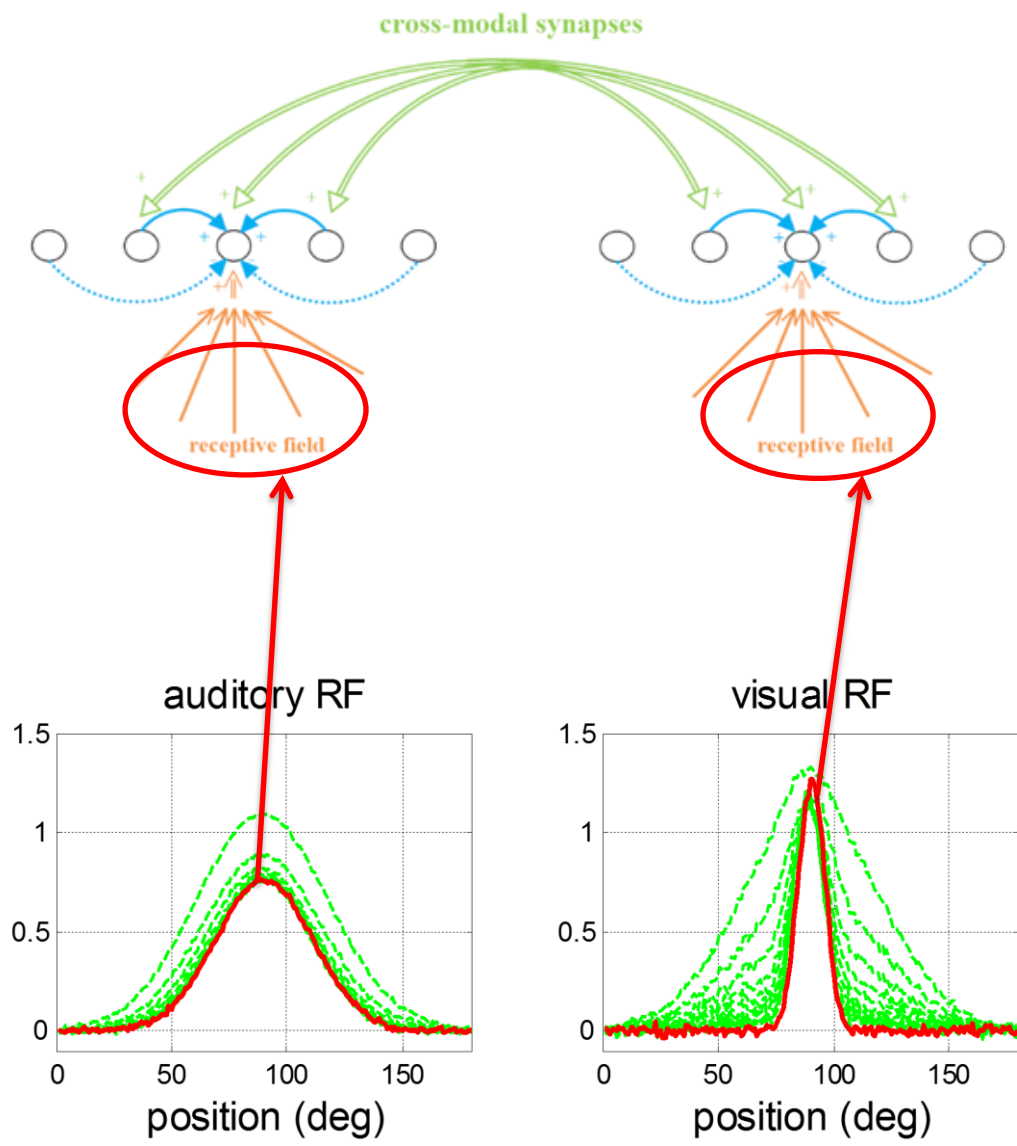 cross-modal synapses
+ + + + + +
+ + + +
+ +
receptive field receptive field
auditory RF visual RF
1.5 1.5
1 1
0.5 0.5
0 0
0 50 100 150 0 50 100 150
position (deg) position (deg)